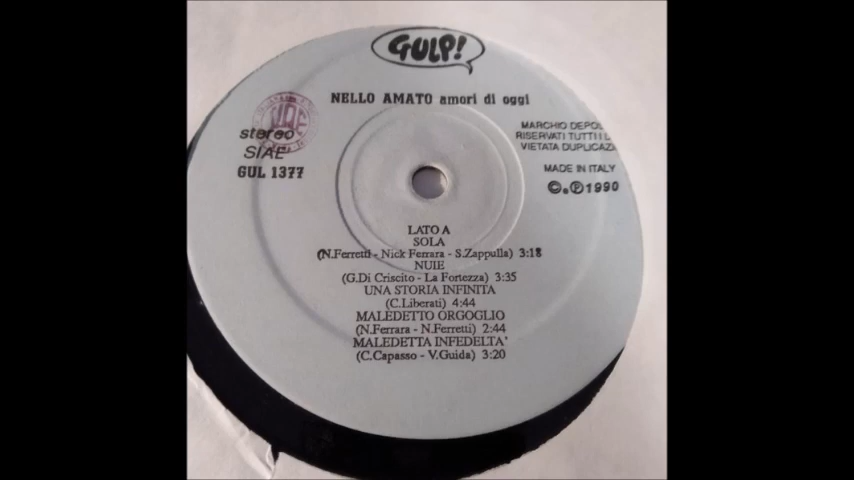 GULP!
NELLO AMATO amori di oggi
stereo
SIAE
GUL 1377
MARCHIO DEPOS
RISERVATI TUTTI I D
VIETATA DUPLICAZI
MADE IN ITALY
©.℗1990
LATO A
SOLA
(N.Ferretti - Nick Ferrara - S.Zappulla) 3:18
NUIE
(G.Di Criscito - La Fortezza) 3:35
UNA STORIA INFINITA
(C.Liberati) 4:44
MALEDETTO ORGOGLIO
(N.Ferrara - N.Ferretti) 2:44
MALEDETTA INFEDELTA'
(C.Capasso - V.Guida) 3:20